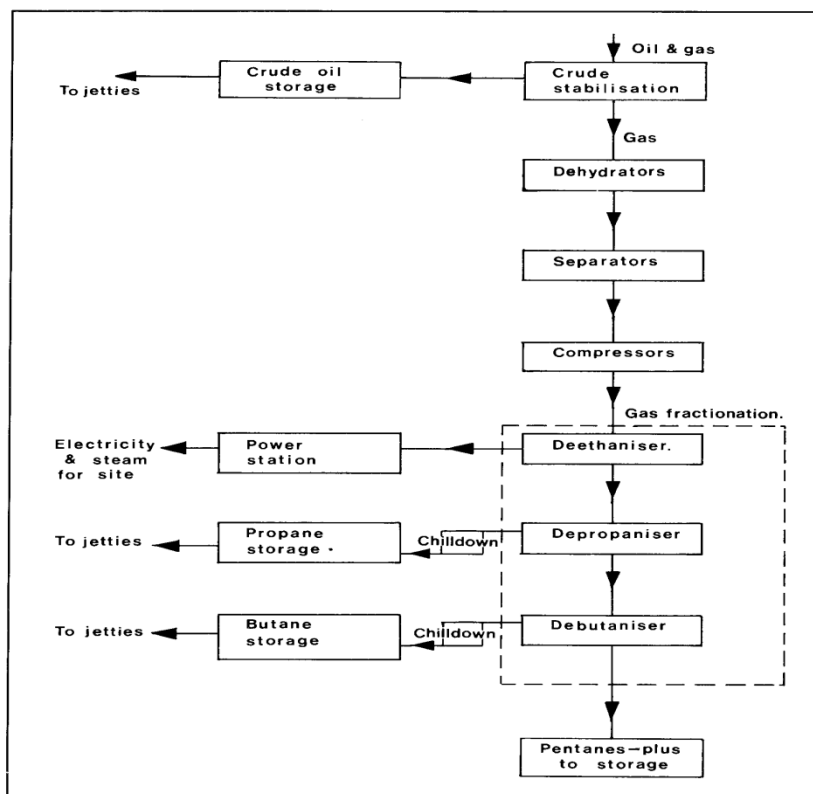 Oil & gas
To jetties
Crude oil
storage
Crude
stabilisation
Gas
Dehydrators
Separators
Compressors
Gas fractionation.
Electricity
& steam
for site
Power
station
Deethaniser.
To jetties
Propane
storage
Chilldown
Depropaniser
To jetties
Butane
storage
Chilldown
Debutaniser
Pentanes—plus
to storage